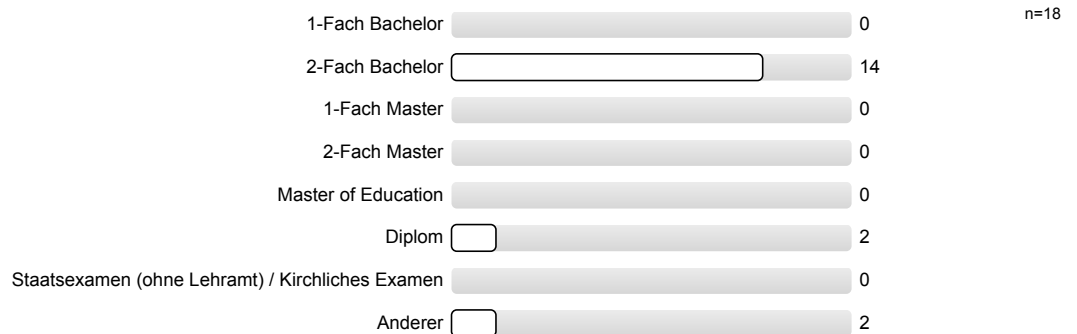 n=18
1-Fach Bachelor 0
2-Fach Bachelor 14
1-Fach Master 0
2-Fach Master 0
Master of Education 0
Diplom 2
Staatsexamen (ohne Lehramt) / Kirchliches Examen 0
Anderer 2